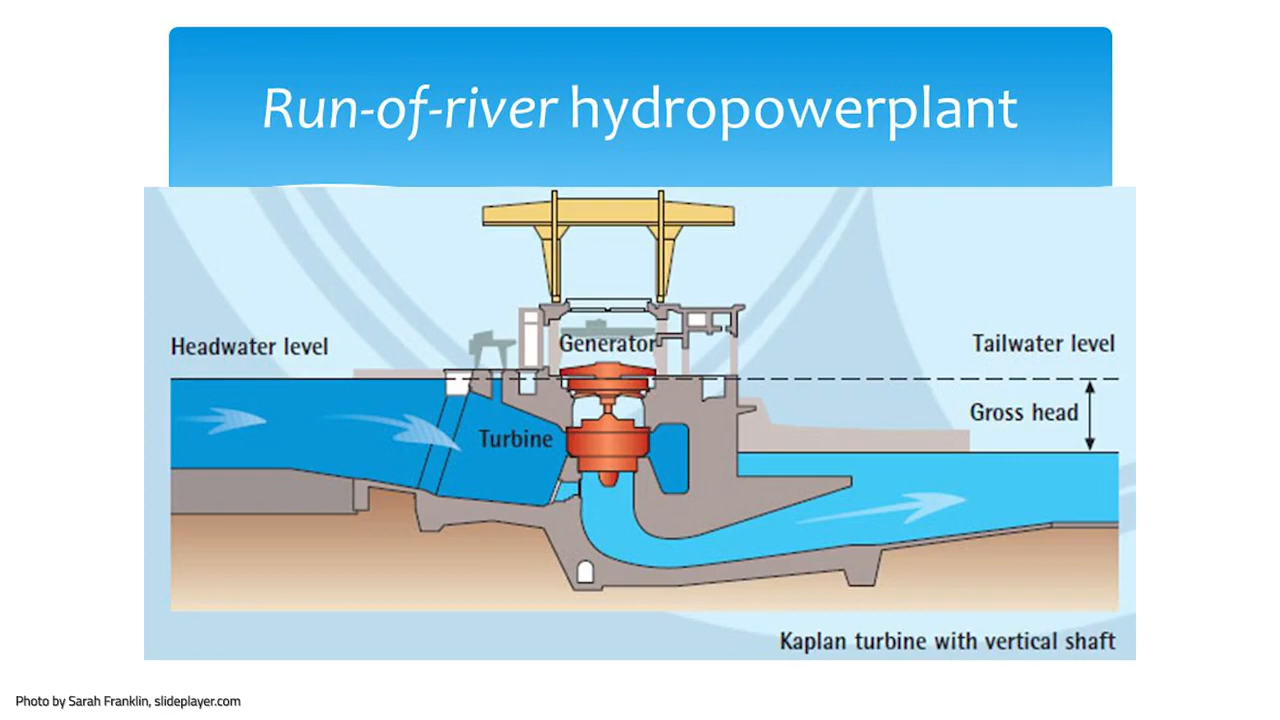 Run-of-river hydropowerplant
Headwater level
Generator
Tailwater level
Gross head
Turbine
Kaplan turbine with vertical shaft
Photo by Sarah Franklin, slideplayer.com